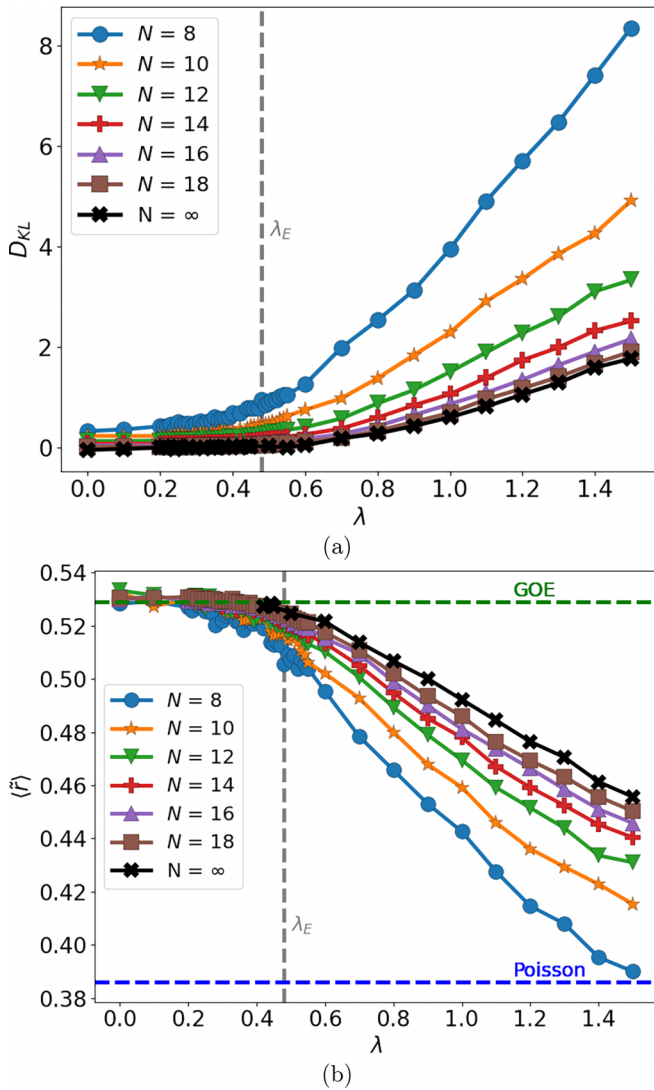 8
6
4
2
0
D_{KL}
N = 8
N = 10
N = 12
N = 14
N = 16
N = 18
N = ∞
λ_E
0.0 0.2 0.4 0.6 0.8 1.0 1.2 1.4
λ
(a)
0.54
0.52
0.50
0.48
0.46
0.44
0.42
0.40
0.38
⟨r̃⟩
GOE
N = 8
N = 10
N = 12
N = 14
N = 16
N = 18
N = ∞
λ_E
Poisson
0.0 0.2 0.4 0.6 0.8 1.0 1.2 1.4
λ
(b)